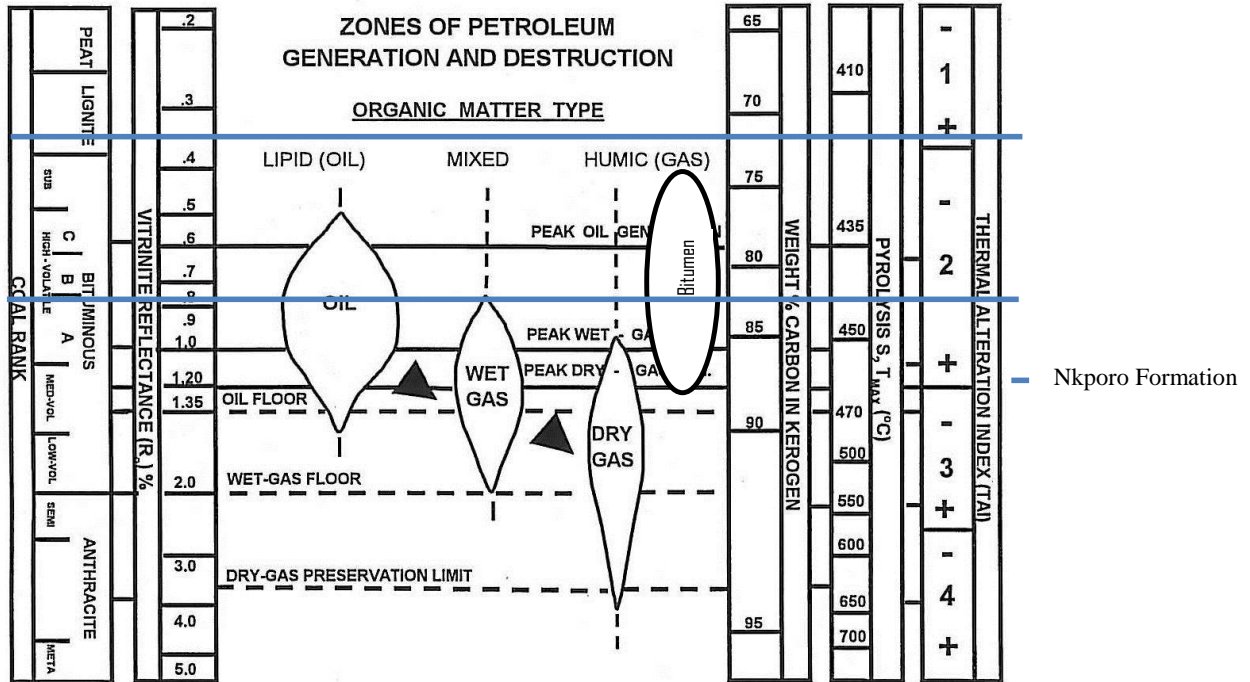 ZONES OF PETROLEUM
GENERATION AND DESTRUCTION
ORGANIC MATTER TYPE
LIPID (OIL)
MIXED
HUMIC (GAS)
COAL RANK
PEAT
LIGNITE
SUB
C
HIGH-VOLATILE
B
A
BITUMINOUS
MED-VOL
LOW-VOL
SEMI
ANTHRACITE
META
VITRINITE REFLECTANCE (Ro) %
.2
.3
.4
.5
.6
.7
.8
.9
1.0
1.20
1.35
2.0
3.0
4.0
5.0
OIL
WET
GAS
DRY
GAS
PEAK OIL GEN
PEAK WET - GA
PEAK DRY - GA
Bitumen
OIL FLOOR
WET-GAS FLOOR
DRY-GAS PRESERVATION LIMIT
65
70
75
80
85
90
95
WEIGHT % CARBON IN KEROGEN
410
435
450
470
500
550
600
650
700
PYROLYSIS S2 TMAX (°C)
-
1
+
-
2
+
-
3
+
-
4
+
THERMAL ALTERATION INDEX (TAI)
Nkporo Formation